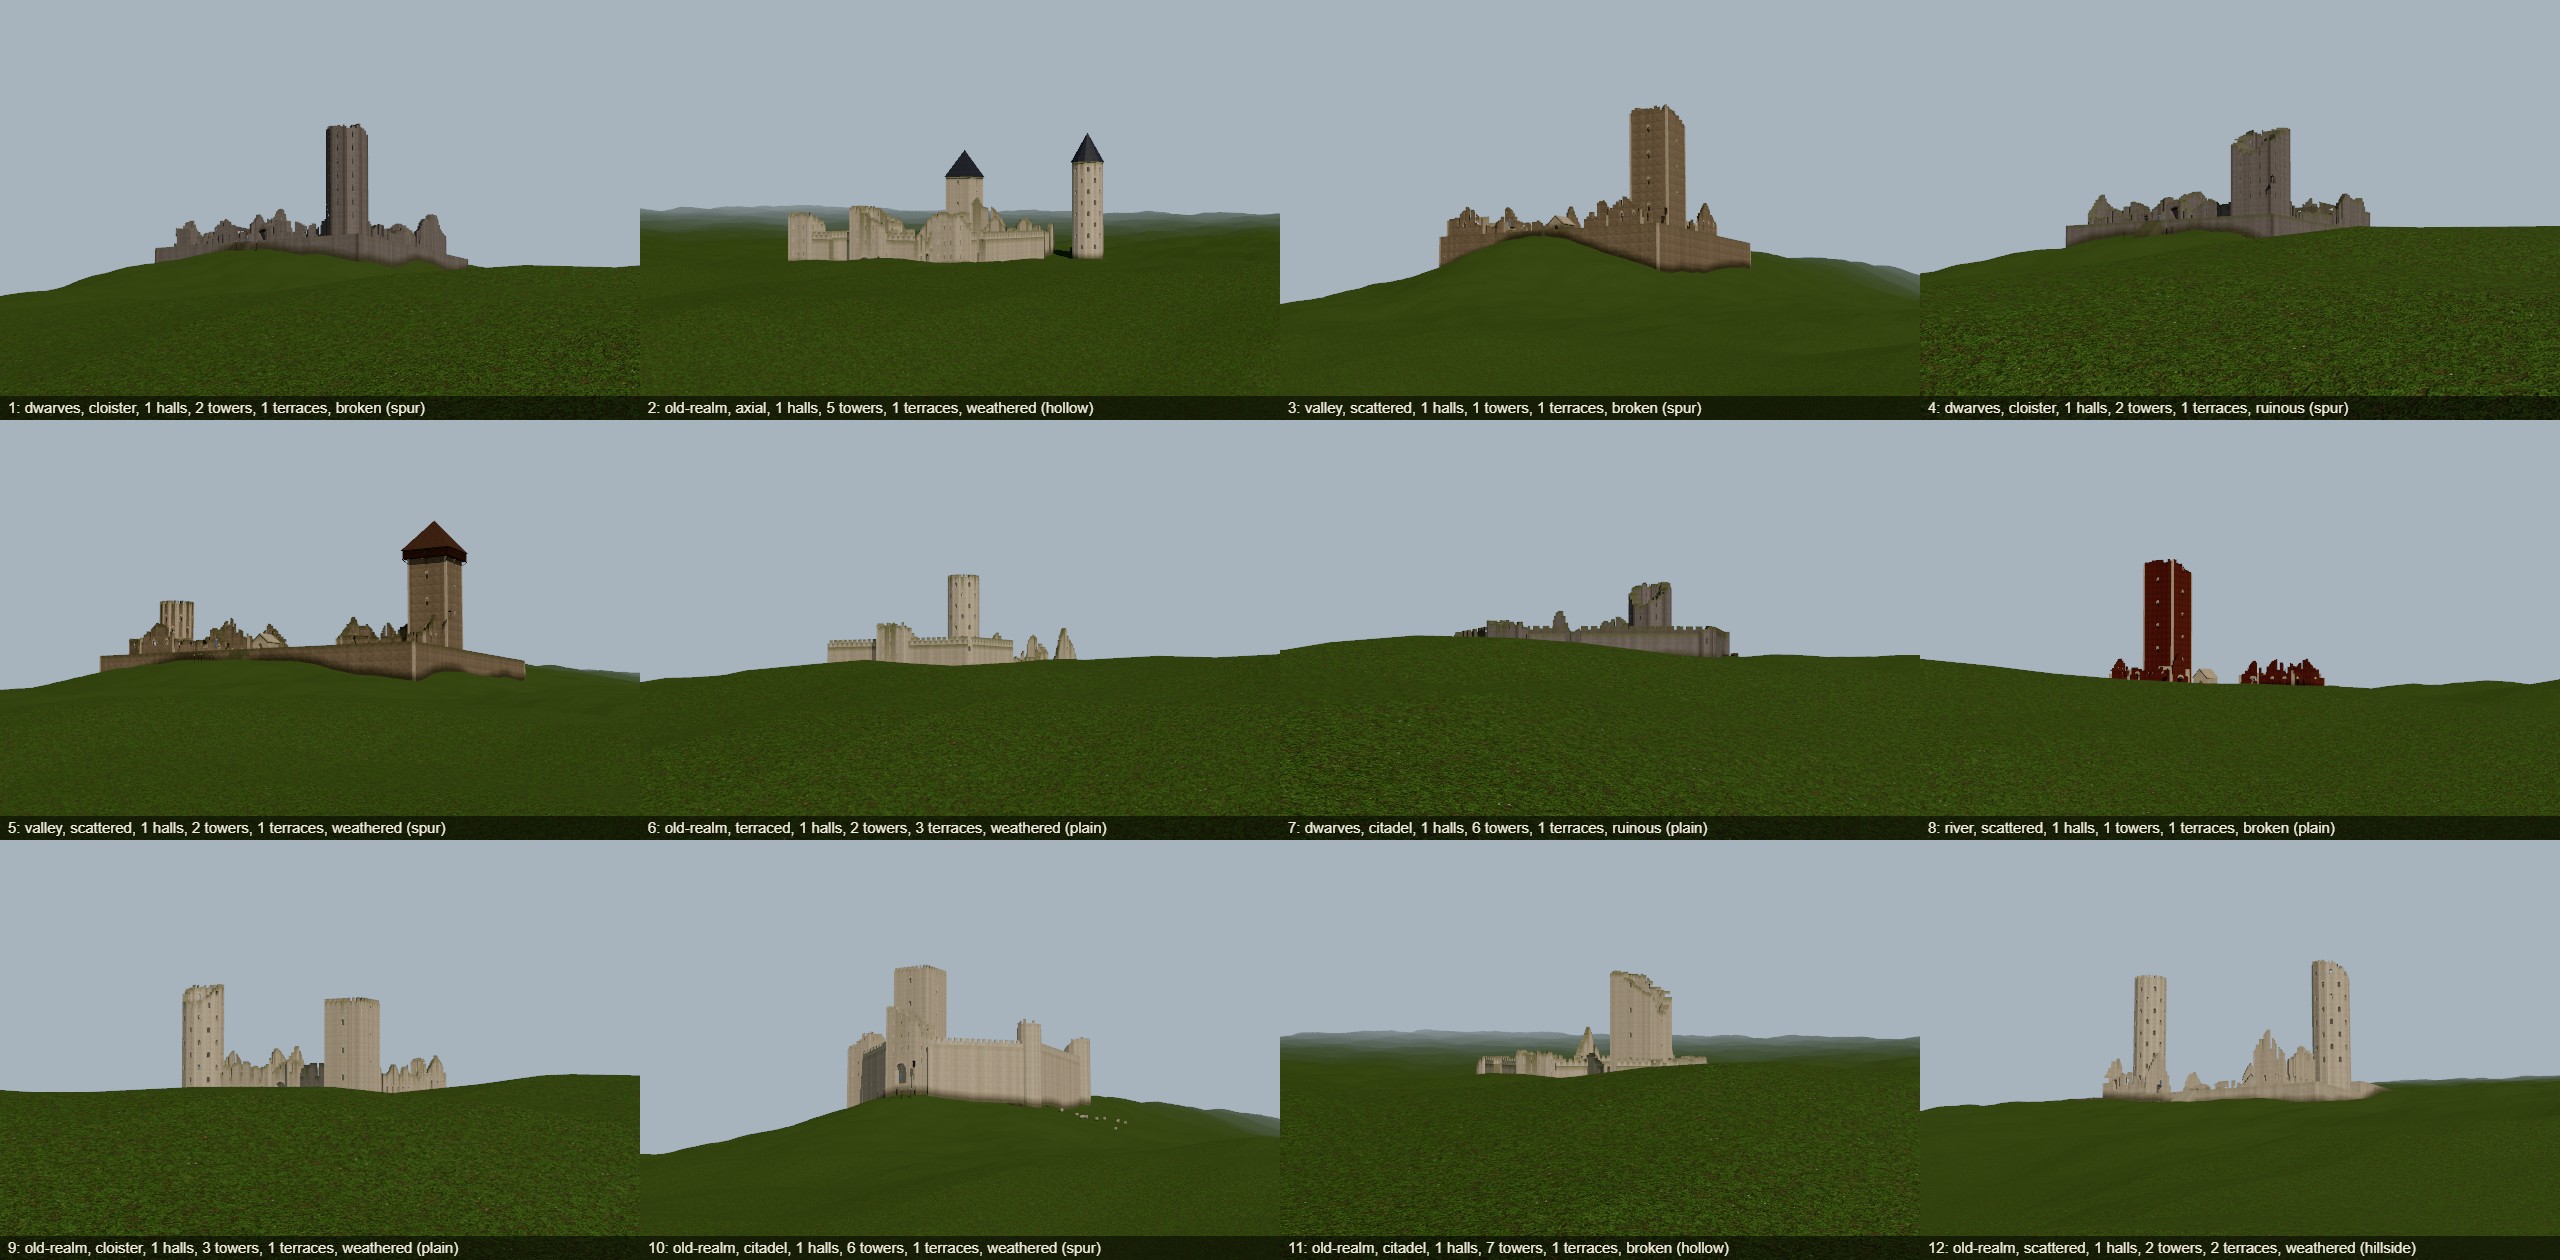 1: dwarves, cloister, 1 halls, 2 towers, 1 terraces, broken (spur)
2: old-realm, axial, 1 halls, 5 towers, 1 terraces, weathered (hollow)
3: valley, scattered, 1 halls, 1 towers, 1 terraces, broken (spur)
4: dwarves, cloister, 1 halls, 2 towers, 1 terraces, ruinous (spur)
5: valley, scattered, 1 halls, 2 towers, 1 terraces, weathered (spur)
6: old-realm, terraced, 1 halls, 2 towers, 3 terraces, weathered (plain)
7: dwarves, citadel, 1 halls, 6 towers, 1 terraces, ruinous (plain)
8: river, scattered, 1 halls, 1 towers, 1 terraces, broken (plain)
9: old-realm, cloister, 1 halls, 3 towers, 1 terraces, weathered (plain)
10: old-realm, citadel, 1 halls, 6 towers, 1 terraces, weathered (spur)
11: old-realm, citadel, 1 halls, 7 towers, 1 terraces, broken (hollow)
12: old-realm, scattered, 1 halls, 2 towers, 2 terraces, weathered (hillside)